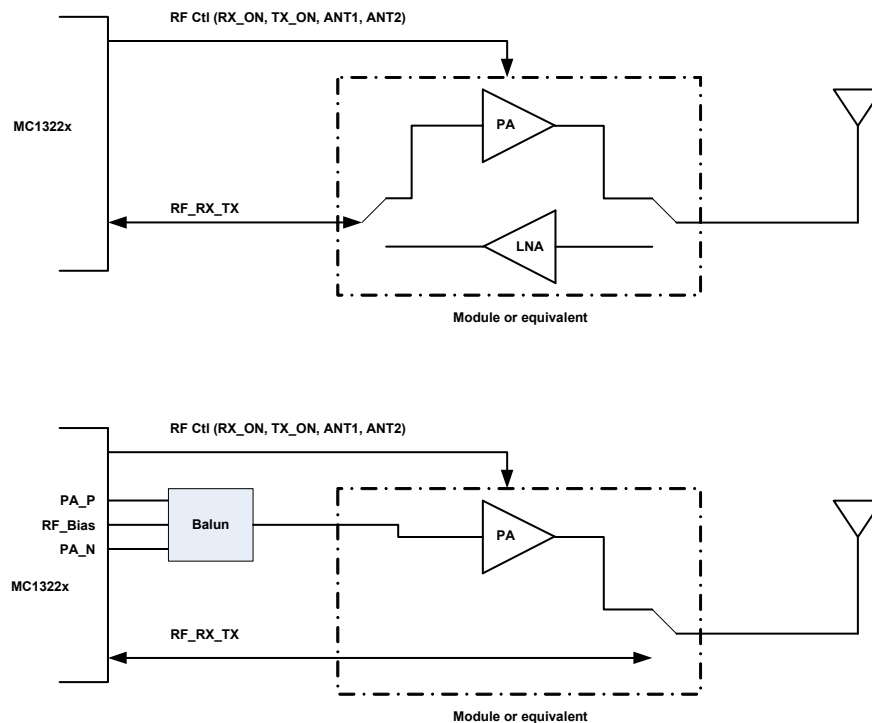 RF Ctl (RX_ON, TX_ON, ANT1, ANT2)
MC1322x
PA
RF_RX_TX
LNA
Module or equivalent
RF Ctl (RX_ON, TX_ON, ANT1, ANT2)
PA_P
RF_Bias
PA_N
Balun
PA
MC1322x
RF_RX_TX
Module or equivalent